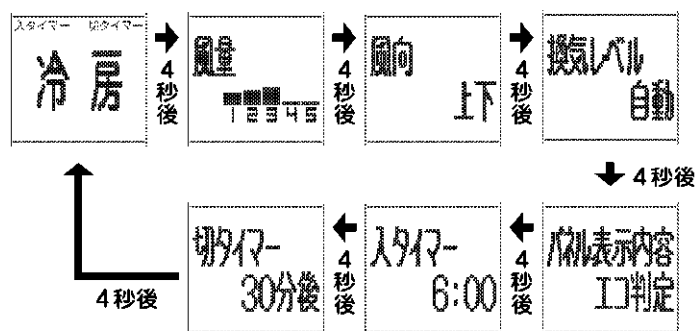 入タイマー 切タイマー
冷房
4秒後
風量
1 2 3 4 5
4秒後
風向
上下
4秒後
換気レベル
自動
4秒後
パネル表示内容
エコ判定
4秒後
入タイマー
6:00
4秒後
切タイマー
30分後
4秒後